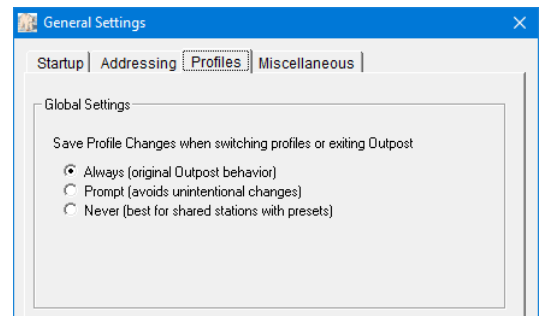 General Settings
Startup Addressing Profiles Miscellaneous
Global Settings
Save Profile Changes when switching profiles or exiting Outpost
Always (original Outpost behavior)
Prompt (avoids unintentional changes)
Never (best for shared stations with presets)